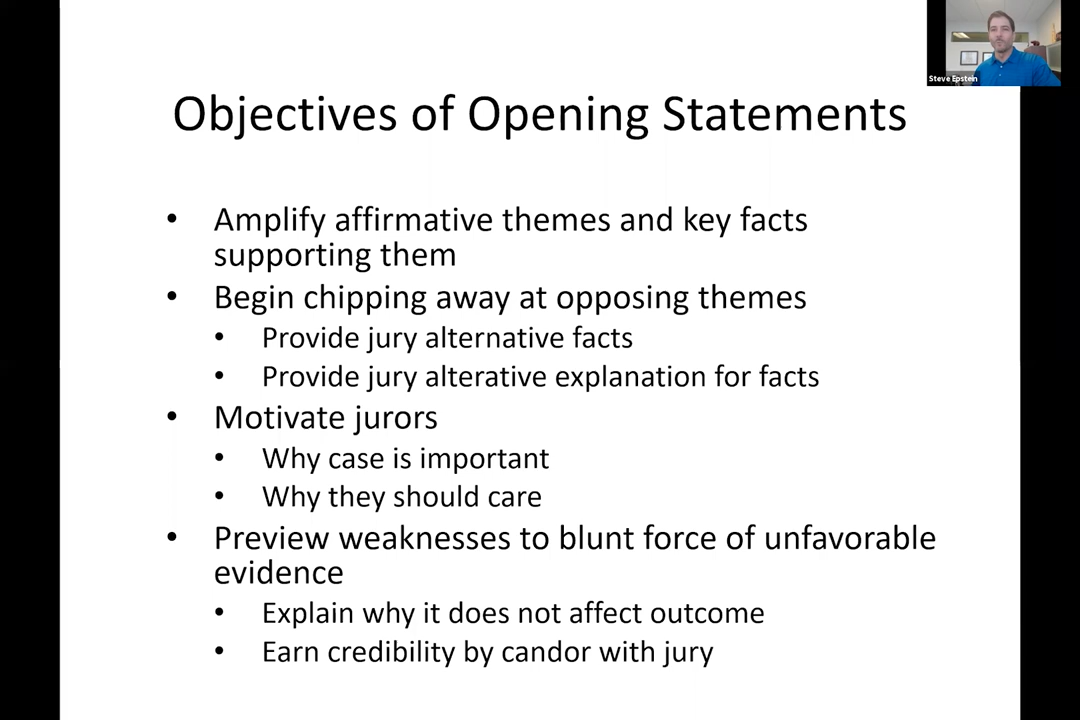 Steve Epstein
Objectives of Opening Statements
• Amplify affirmative themes and key facts
supporting them
• Begin chipping away at opposing themes
• Provide jury alternative facts
• Provide jury alterative explanation for facts
• Motivate jurors
• Why case is important
• Why they should care
• Preview weaknesses to blunt force of unfavorable
evidence
• Explain why it does not affect outcome
• Earn credibility by candor with jury